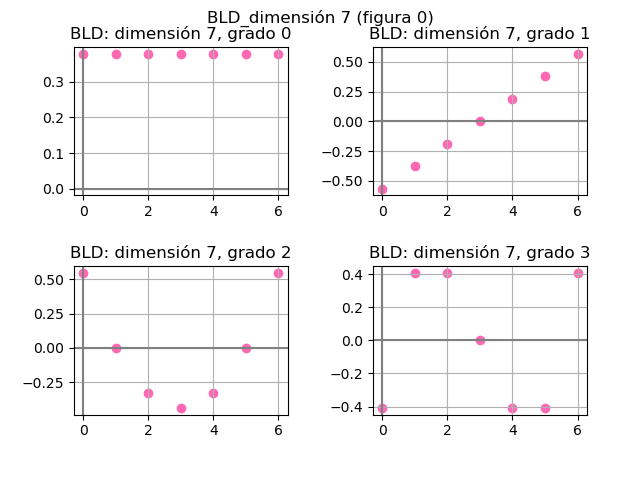 BLD_dimensión 7 (figura 0)
BLD: dimensión 7, grado 0
0.3
0.2
0.1
0.0
0 2 4 6
BLD: dimensión 7, grado 1
0.50
0.25
0.00
−0.25
−0.50
0 2 4 6
BLD: dimensión 7, grado 2
0.50
0.25
0.00
−0.25
0 2 4 6
BLD: dimensión 7, grado 3
0.4
0.2
0.0
−0.2
−0.4
0 2 4 6